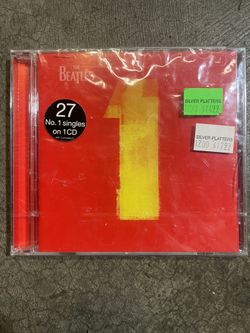 THE
BEATLES
1
27
No. 1 singles
on 1CD
SILVER PLATTERS
SILVER PLATTERS